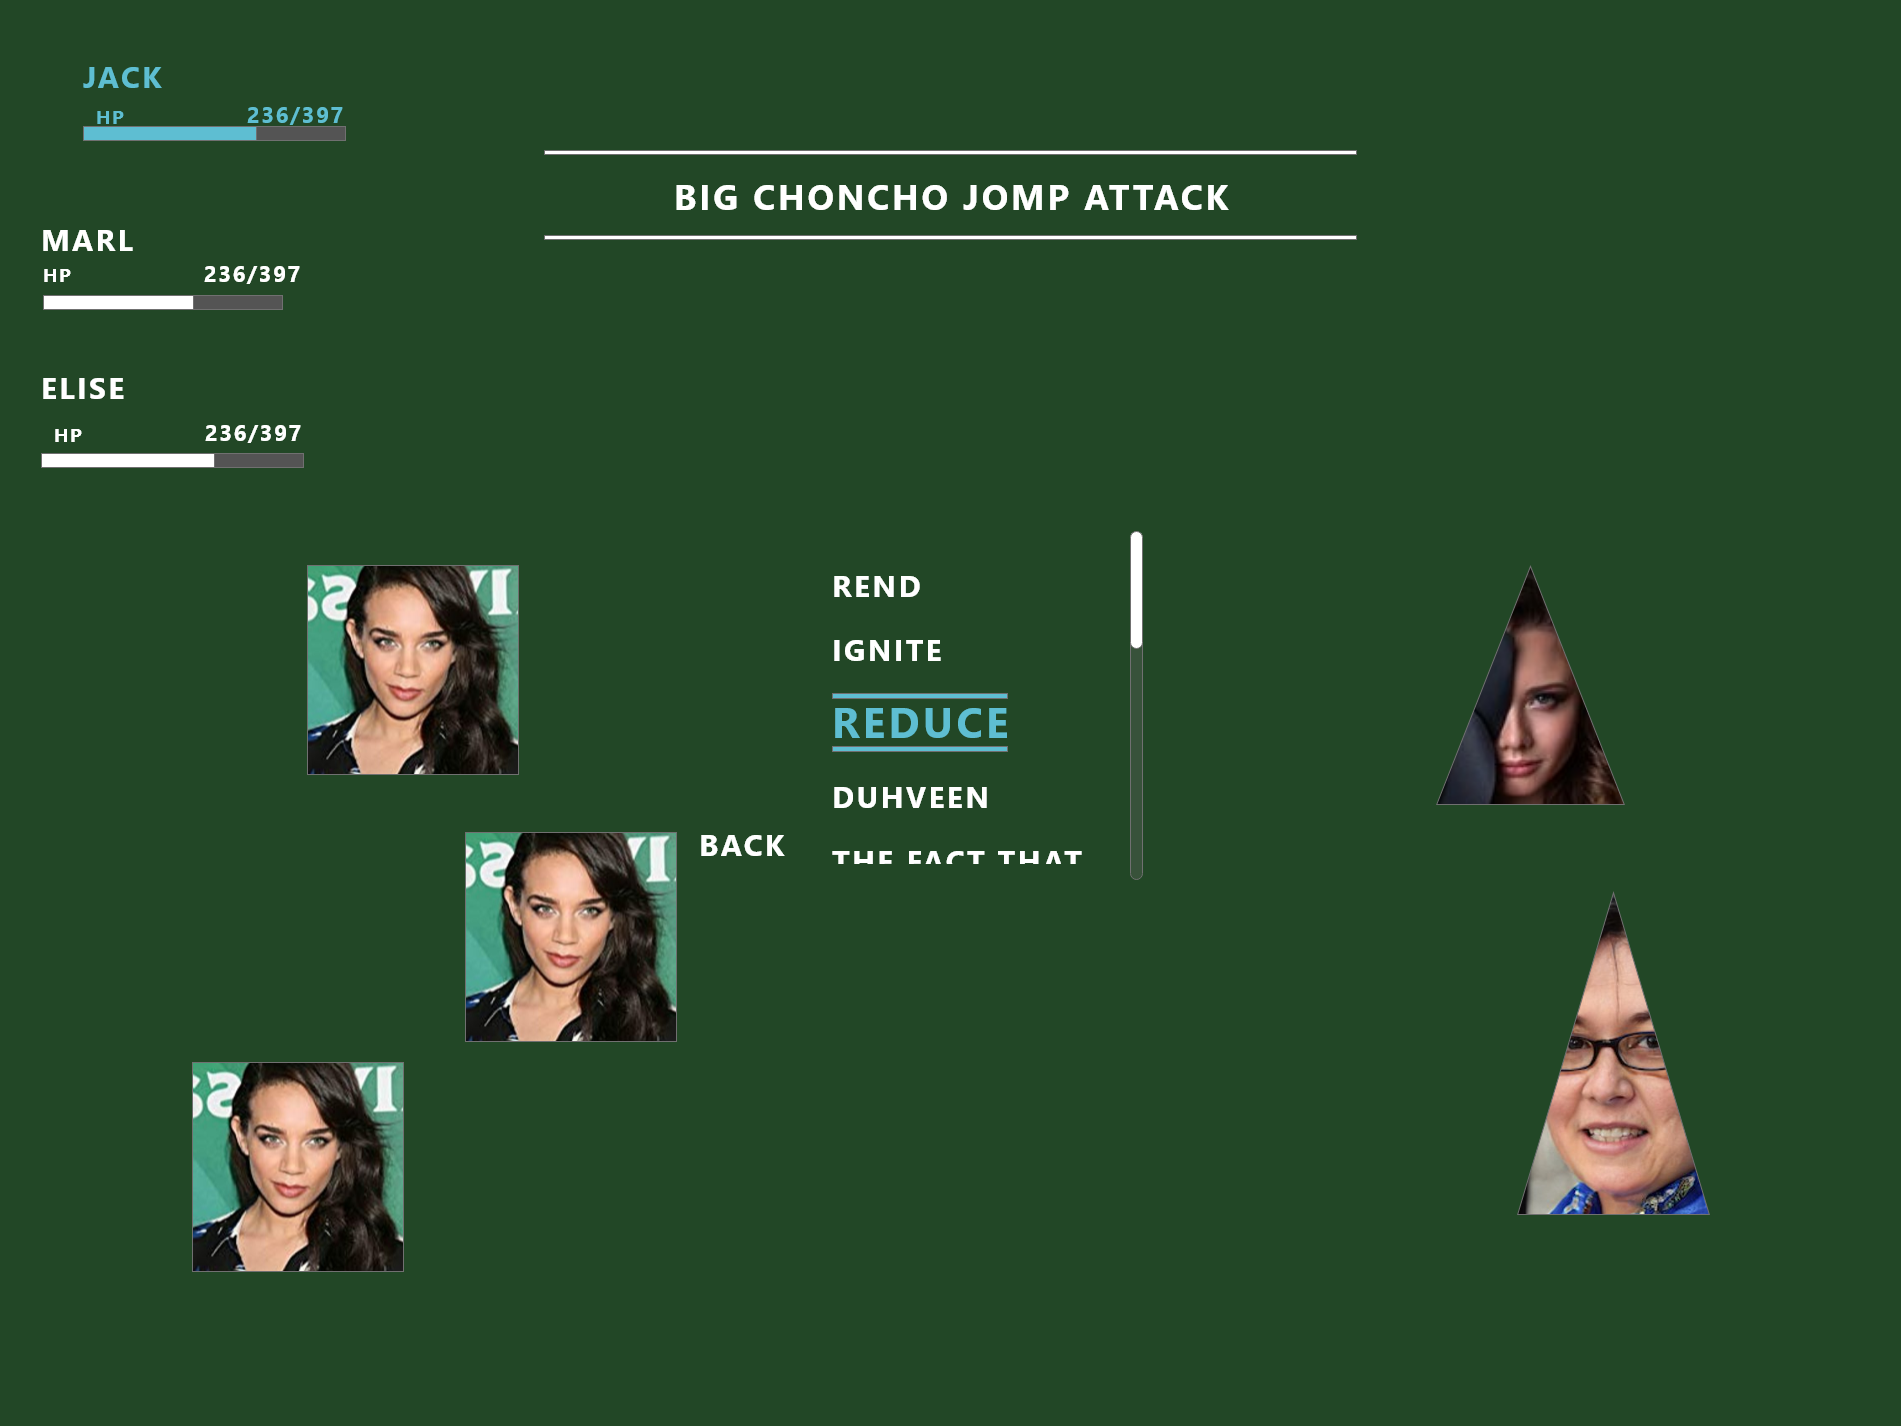 JACK
HP 236/397
BIG CHONCHO JOMP ATTACK
MARL
HP 236/397
ELISE
HP 236/397
REND
IGNITE
REDUCE
DUHVEEN
BACK
THE FACT THAT